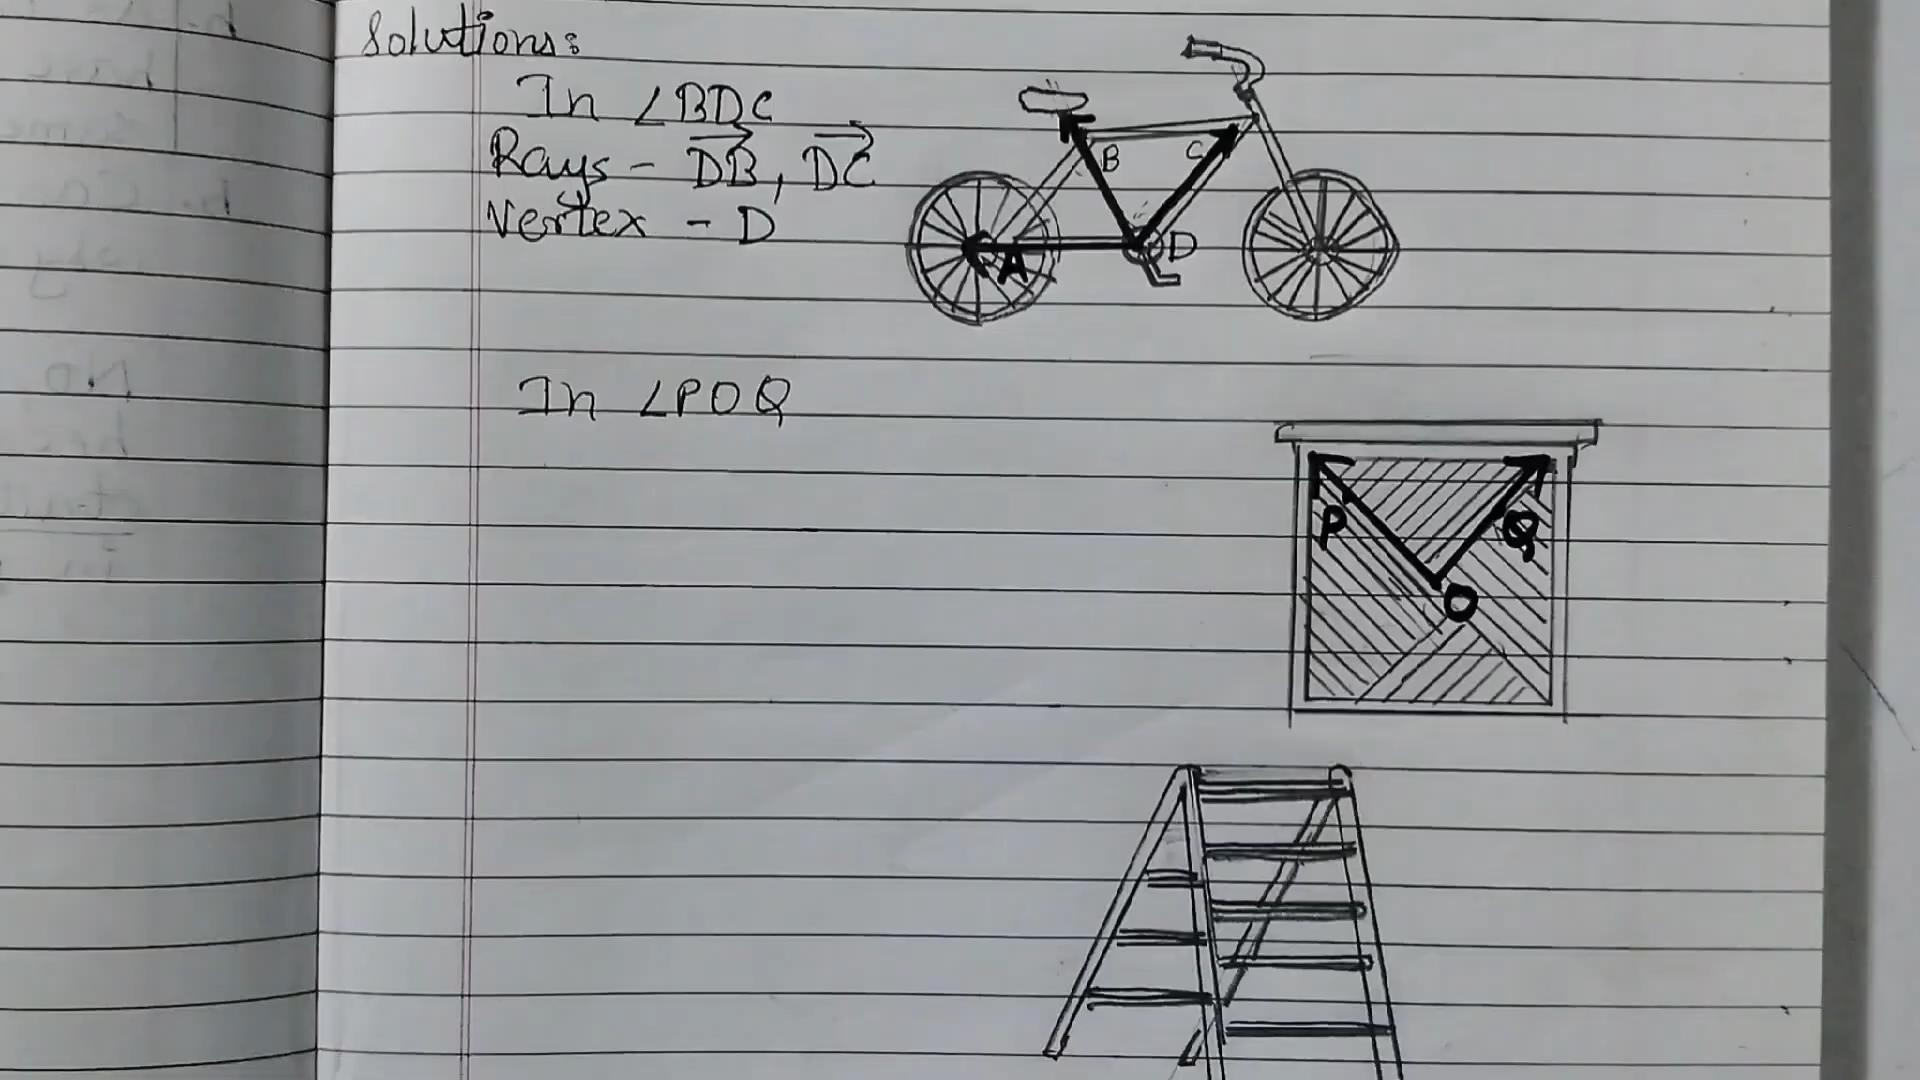 Solutions:
In ∠BDC
Rays - DB, DC
Vertex - D
B
C
A
D
In ∠POQ
P
Q
O